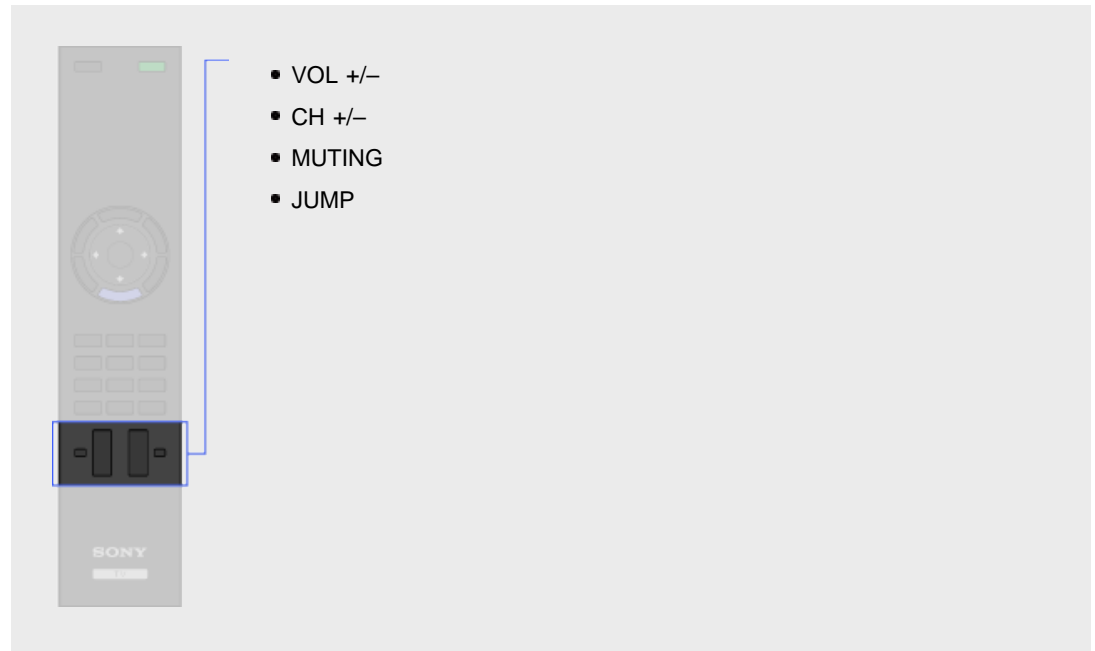 • VOL +/–
• CH +/–
• MUTING
• JUMP
SONY